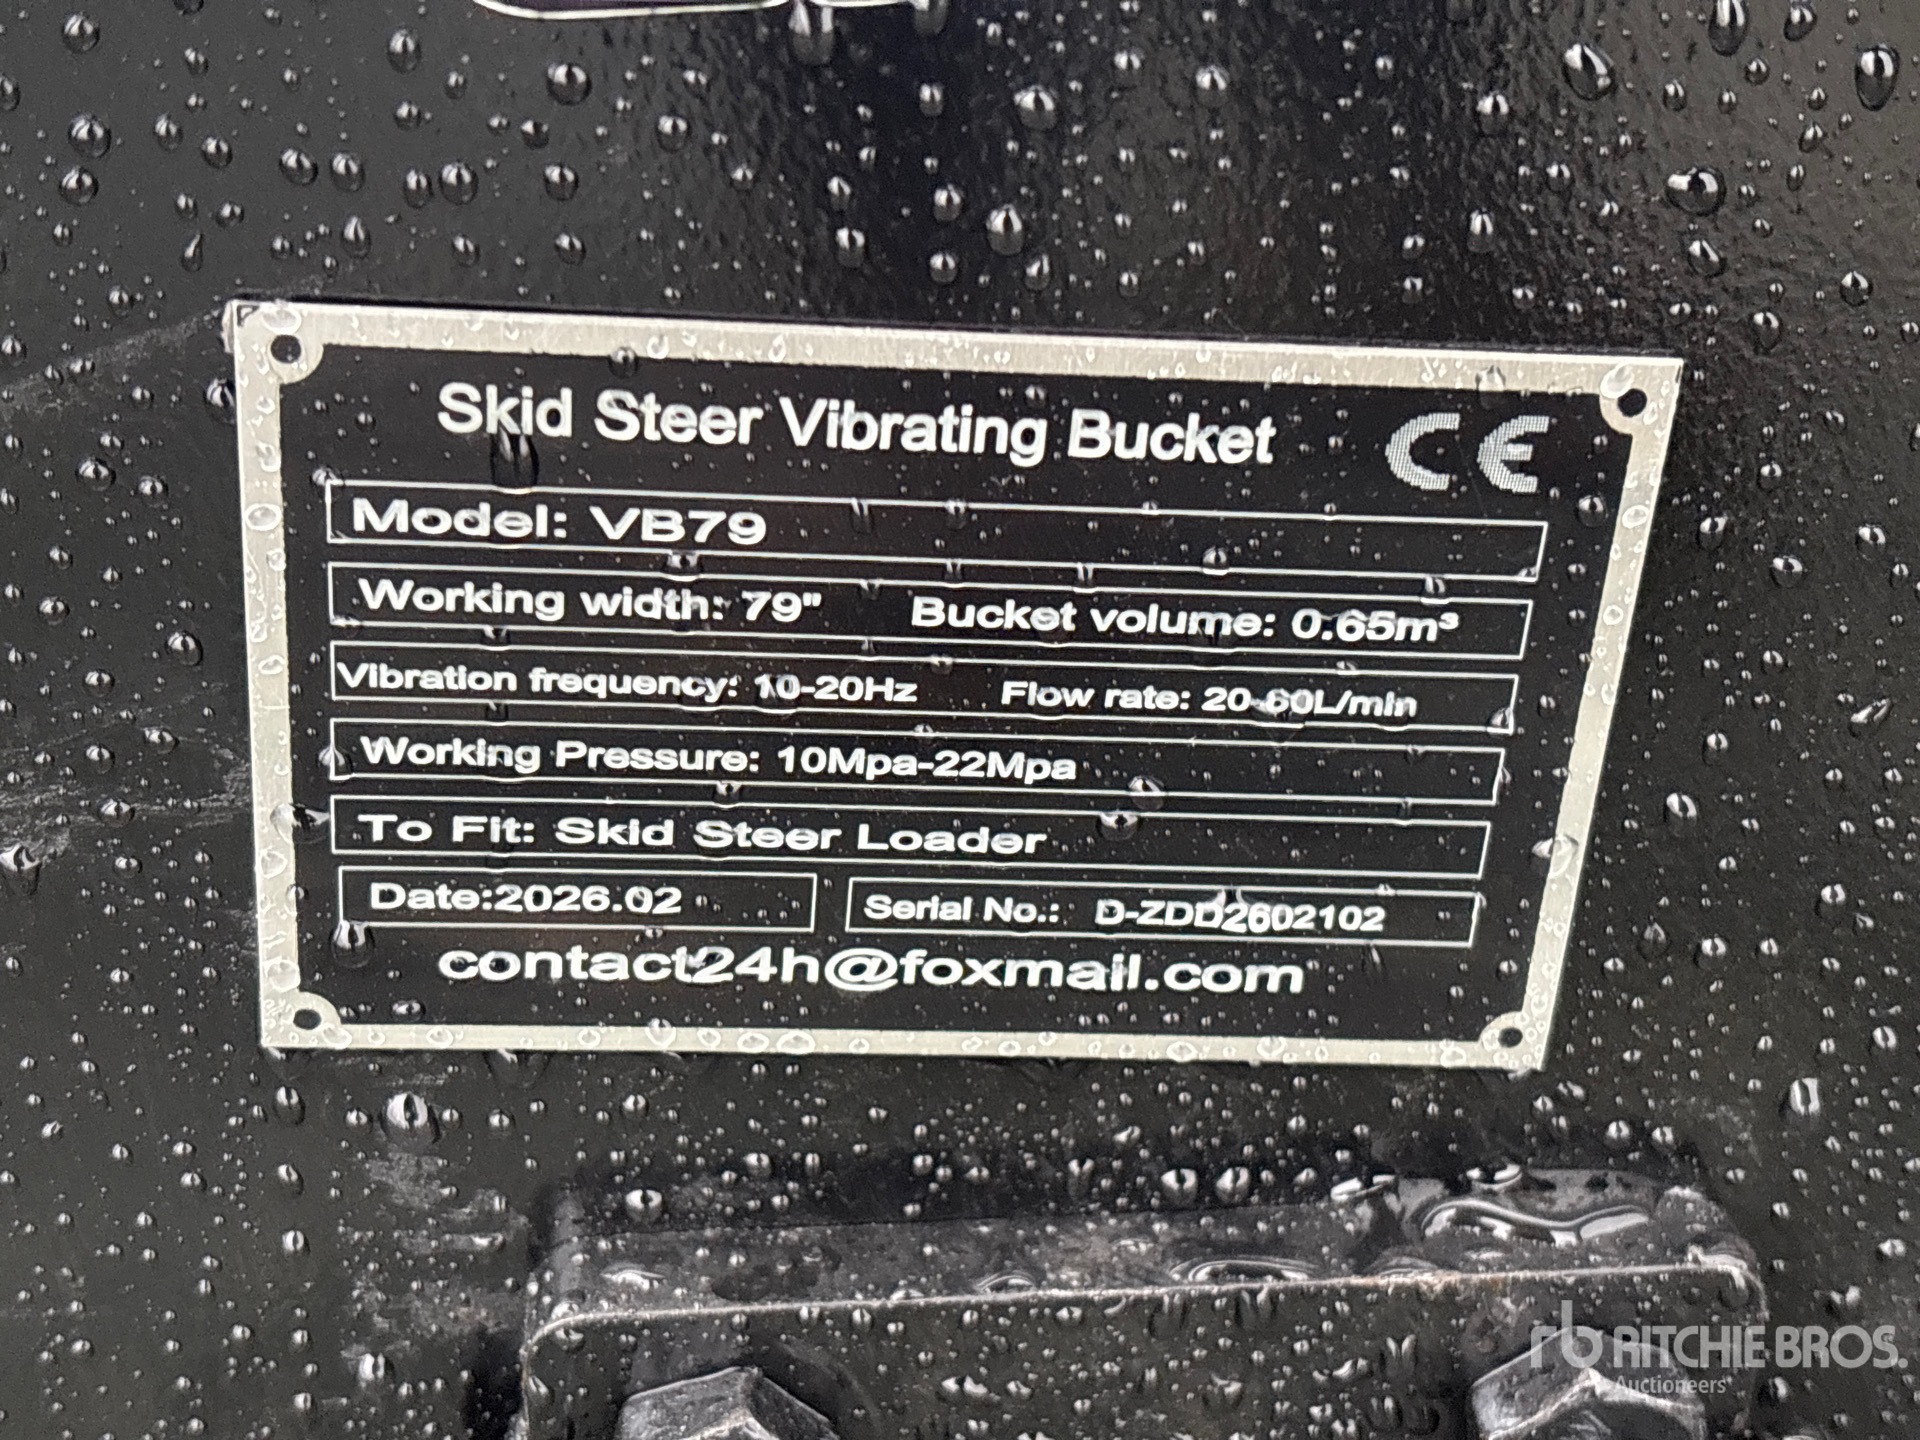 Skid Steer Vibrating Bucket CE
Model: VB79
Working width: 79" Bucket volume: 0.65m³
Vibration frequency: 10-20Hz Flow rate: 20-60L/min
Working Pressure: 10Mpa-22Mpa
To Fit: Skid Steer Loader
Date:2026.02 Serial No.: D-ZDD2602102
contact24h@foxmail.com
rb RITCHIE BROS.
Auctioneers